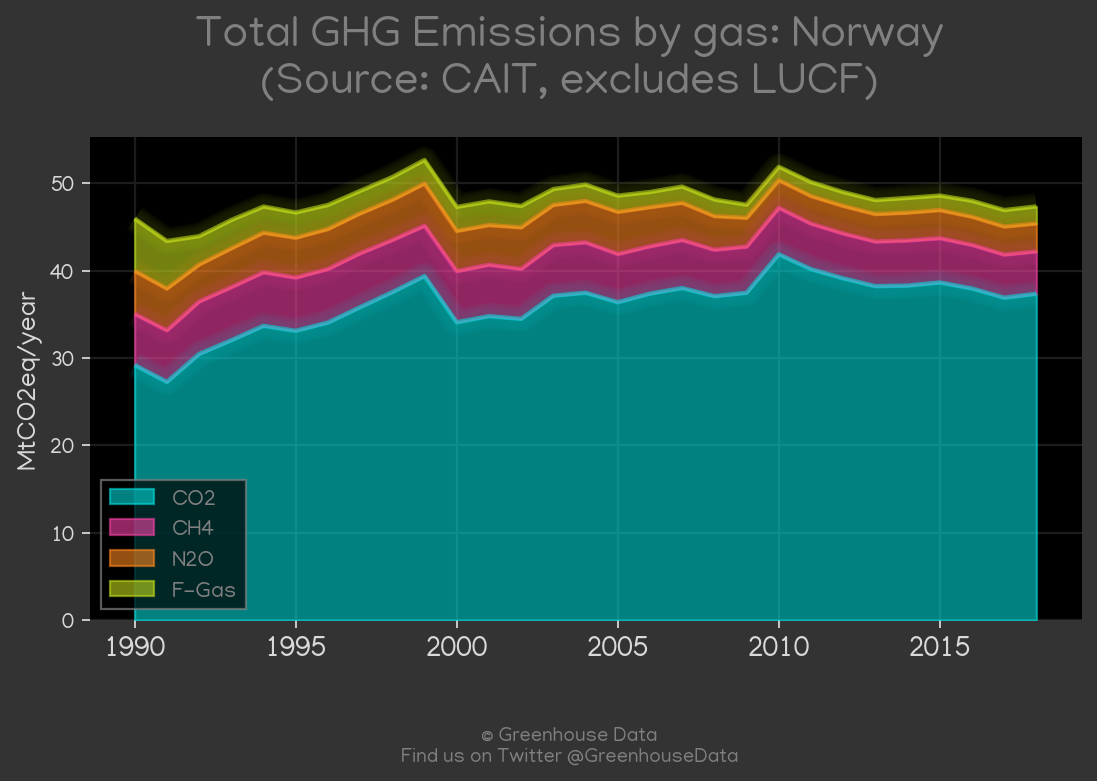 Total GHG Emissions by gas: Norway
(Source: CAIT, excludes LUCF)
MtCO2eq/year
50
40
30
20
10
0
CO2
CH4
N2O
F-Gas
1990 1995 2000 2005 2010 2015
© Greenhouse Data
Find us on Twitter @GreenhouseData